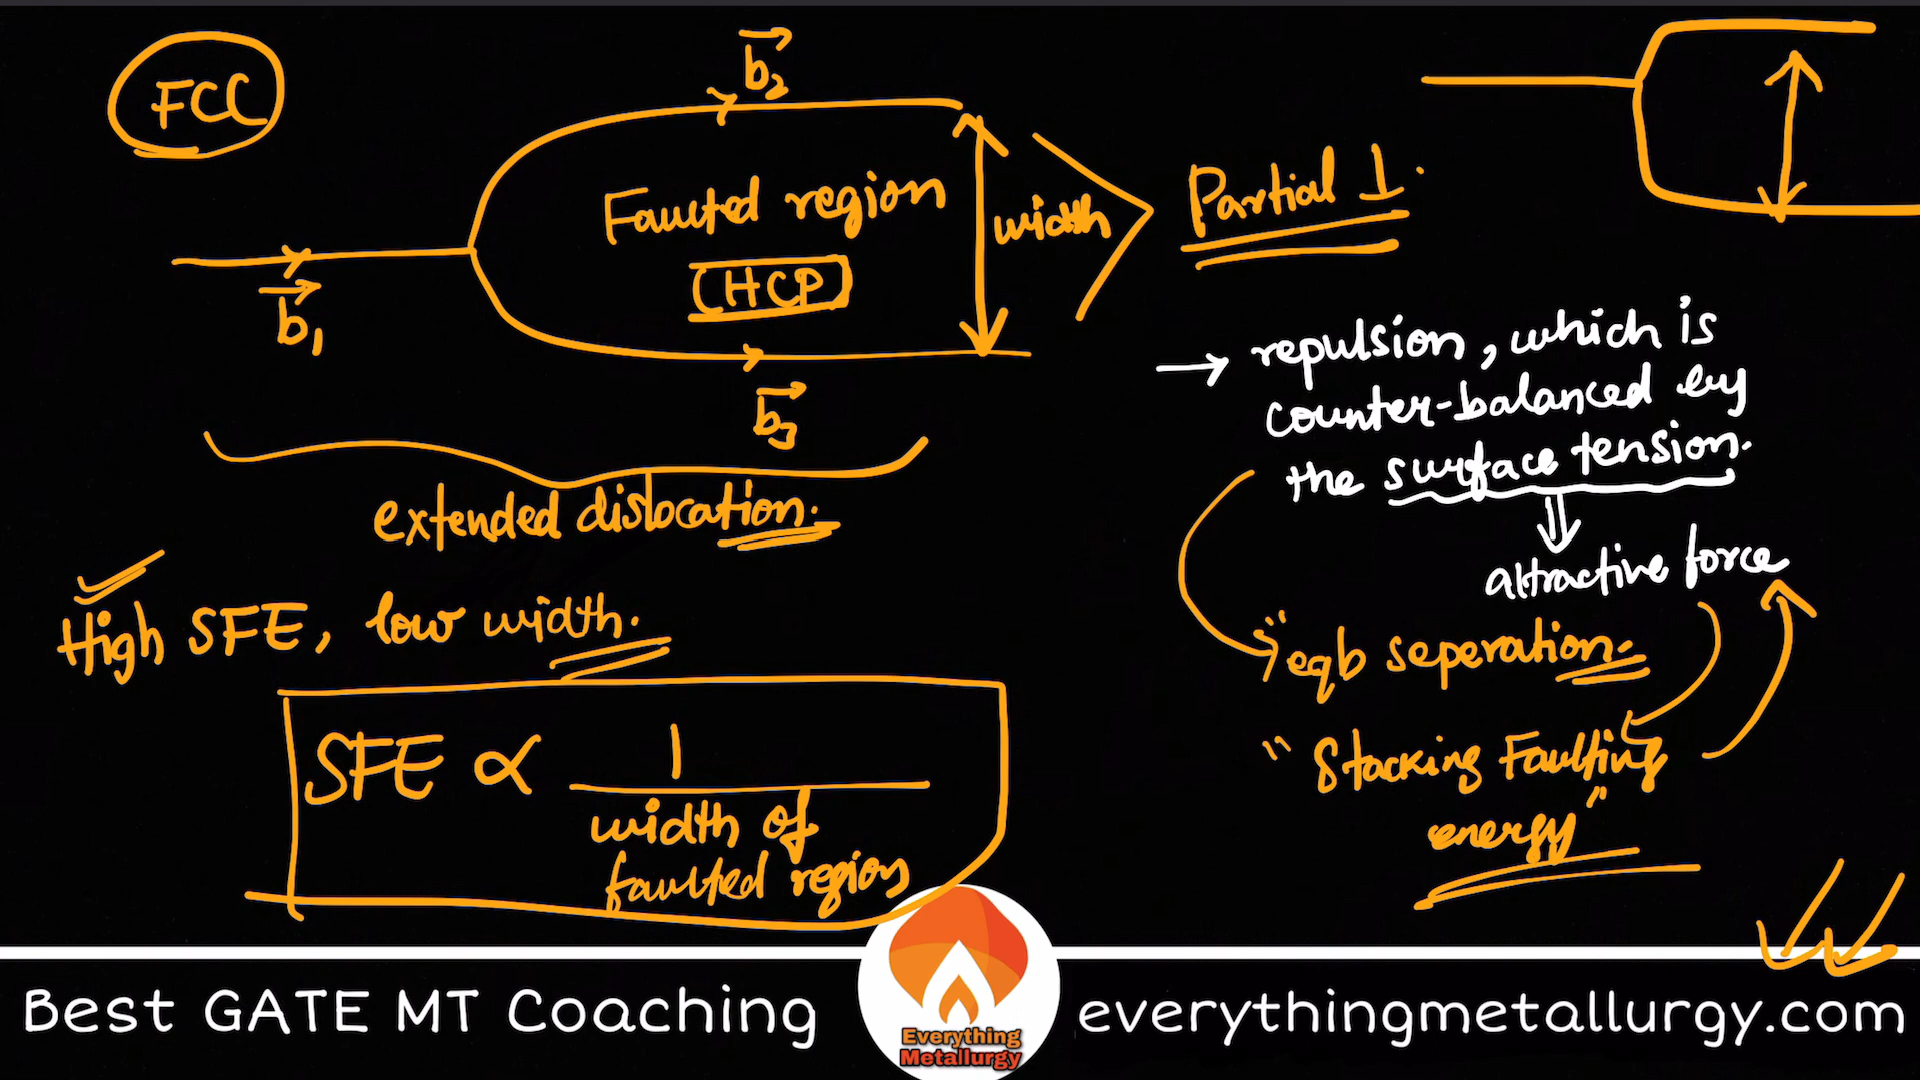 FCC
b₂
Faulted region
(HCP)
width
Partial ⊥.
b₁
b₃
extended dislocation.
→ repulsion, which is
counter-balanced by
the surface tension.
attractive force
"eqb seperation.
"Stacking Faulting
energy"
High SFE, low width.
SFE ∝ 1
width of
faulted region
Best GATE MT Coaching
Everything
Metallurgy
everythingmetallurgy.com